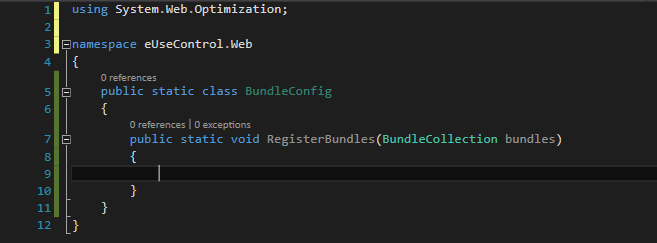 1 using System.Web.Optimization;
2
3 namespace eUseControl.Web
4 {
0 references
5 public static class BundleConfig
6 {
0 references | 0 exceptions
7 public static void RegisterBundles(BundleCollection bundles)
8 {
9
10 }
11 }
12 }